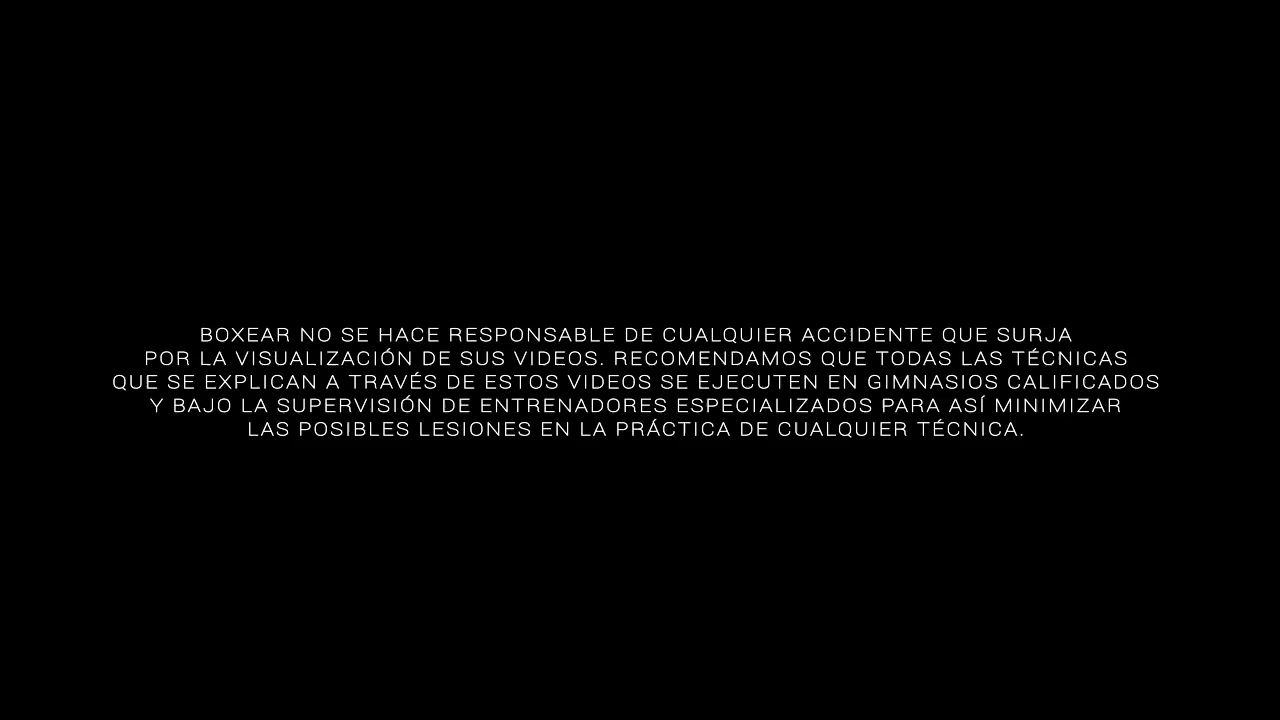 BOXEAR NO SE HACE RESPONSABLE DE CUALQUIER ACCIDENTE QUE SURJA
POR LA VISUALIZACIÓN DE SUS VIDEOS. RECOMENDAMOS QUE TODAS LAS TÉCNICAS
QUE SE EXPLICAN A TRAVÉS DE ESTOS VIDEOS SE EJECUTEN EN GIMNASIOS CALIFICADOS
Y BAJO LA SUPERVISIÓN DE ENTRENADORES ESPECIALIZADOS PARA ASÍ MINIMIZAR
LAS POSIBLES LESIONES EN LA PRÁCTICA DE CUALQUIER TÉCNICA.